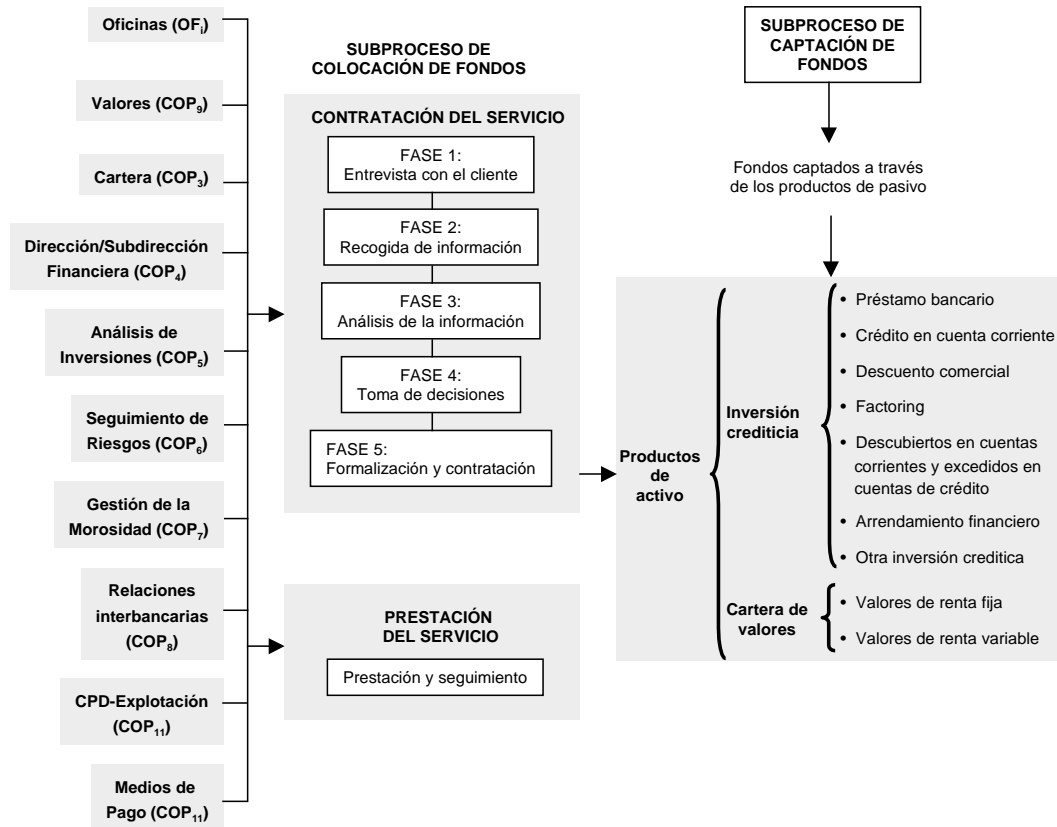 Oficinas (OFi)
Valores (COP9)
Cartera (COP3)
Dirección/Subdirección
Financiera (COP4)
Análisis de
Inversiones (COP5)
Seguimiento de
Riesgos (COP6)
Gestión de la
Morosidad (COP7)
Relaciones
interbancarias
(COP8)
CPD-Explotación
(COP11)
Medios de
Pago (COP11)
SUBPROCESO DE
COLOCACIÓN DE FONDOS
CONTRATACIÓN DEL SERVICIO
FASE 1:
Entrevista con el cliente
FASE 2:
Recogida de información
FASE 3:
Análisis de la información
FASE 4:
Toma de decisiones
FASE 5:
Formalización y contratación
PRESTACIÓN
DEL SERVICIO
Prestación y seguimiento
SUBPROCESO DE
CAPTACIÓN DE
FONDOS
Fondos captados a través
de los productos de pasivo
Productos
de
activo
Inversión
crediticia
• Préstamo bancario
• Crédito en cuenta corriente
• Descuento comercial
• Factoring
• Descubiertos en cuentas
corrientes y excedidos en
cuentas de crédito
• Arrendamiento financiero
• Otra inversión creditica
Cartera de
valores
• Valores de renta fija
• Valores de renta variable